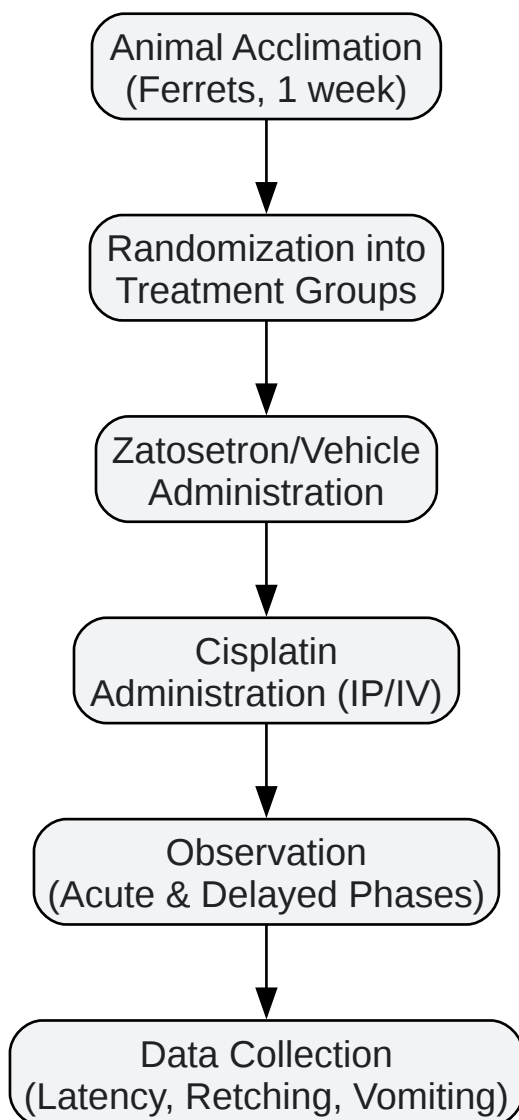 Animal Acclimation
(Ferrets, 1 week)
Randomization into
Treatment Groups
Zatosetron/Vehicle
Administration
Cisplatin
Administration (IP/IV)
Observation
(Acute & Delayed Phases)
Data Collection
(Latency, Retching, Vomiting)